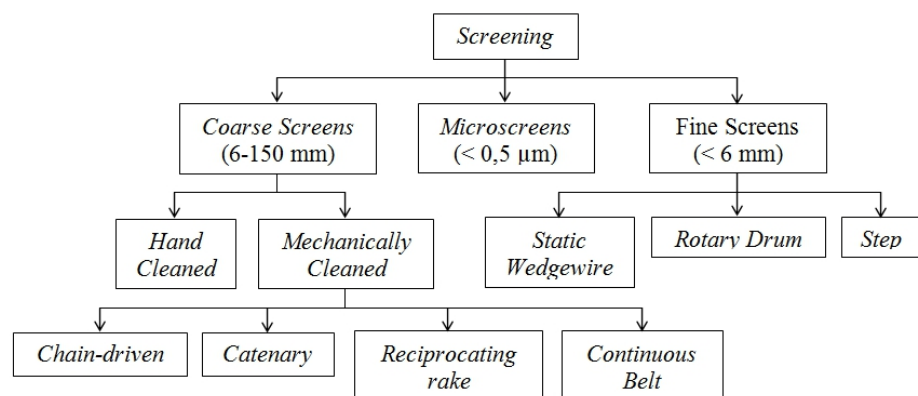 Screening
Coarse Screens
(6-150 mm)
Microscreens
(< 0,5 µm)
Fine Screens
(< 6 mm)
Hand
Cleaned
Mechanically
Cleaned
Static
Wedgewire
Rotary Drum
Step
Chain-driven
Catenary
Reciprocating
rake
Continuous
Belt